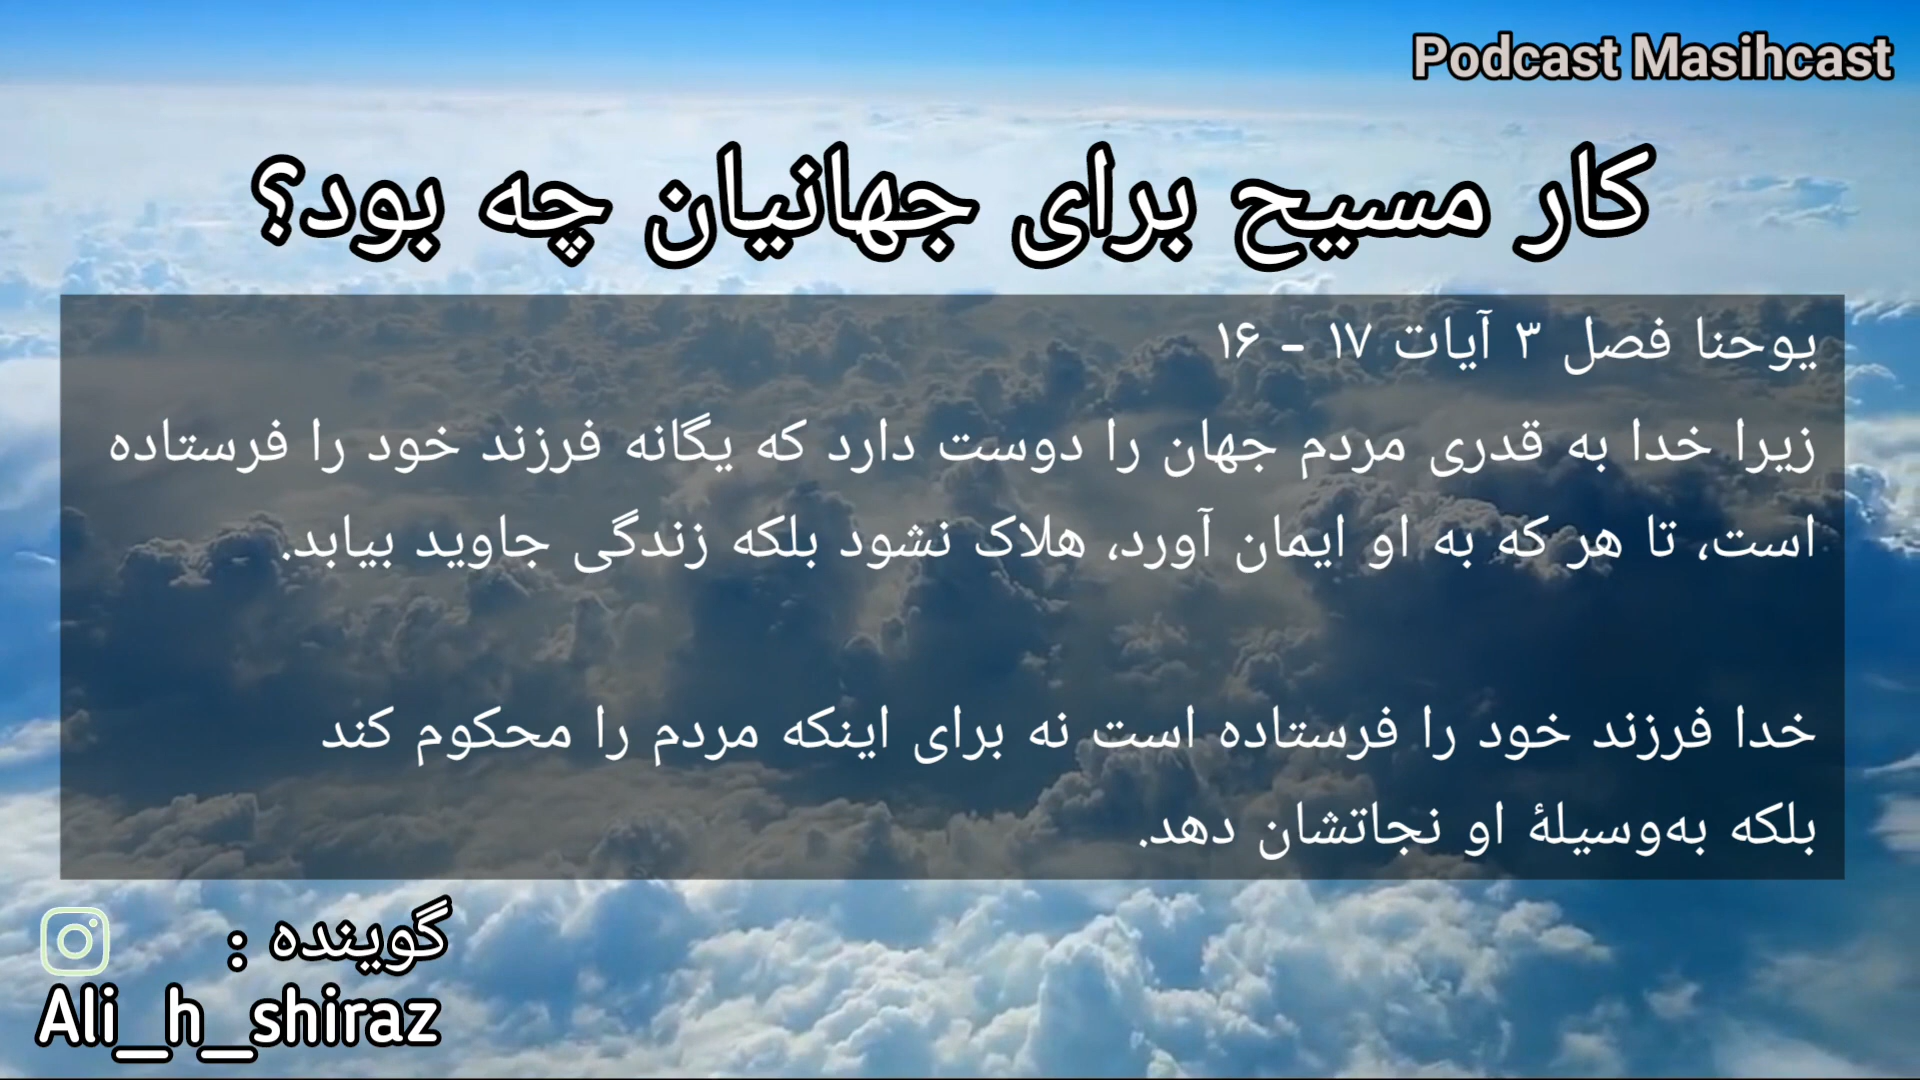 Podcast Masihcast
کار مسیح برای جهانیان چه بود؟
یوحنا فصل ۳ آیات ۱۷ - ۱۶
زیرا خدا به قدری مردم جهان را دوست دارد که یگانه فرزند خود را فرستاده
است، تا هر که به او ایمان آورد، هلاک نشود بلکه زندگی جاوید بیابد.
خدا فرزند خود را فرستاده است نه برای اینکه مردم را محکوم کند
بلکه به‌وسیلهٔ او نجاتشان دهد.
گوینده :
Ali_h_shiraz